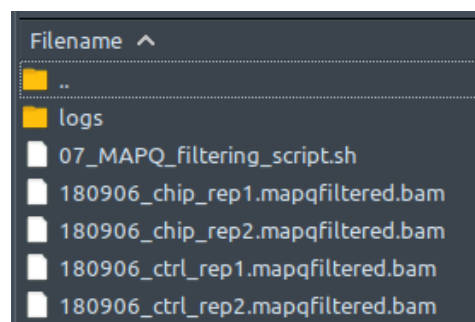 Filename
..
logs
07_MAPQ_filtering_script.sh
180906_chip_rep1.mapqfiltered.bam
180906_chip_rep2.mapqfiltered.bam
180906_ctrl_rep1.mapqfiltered.bam
180906_ctrl_rep2.mapqfiltered.bam